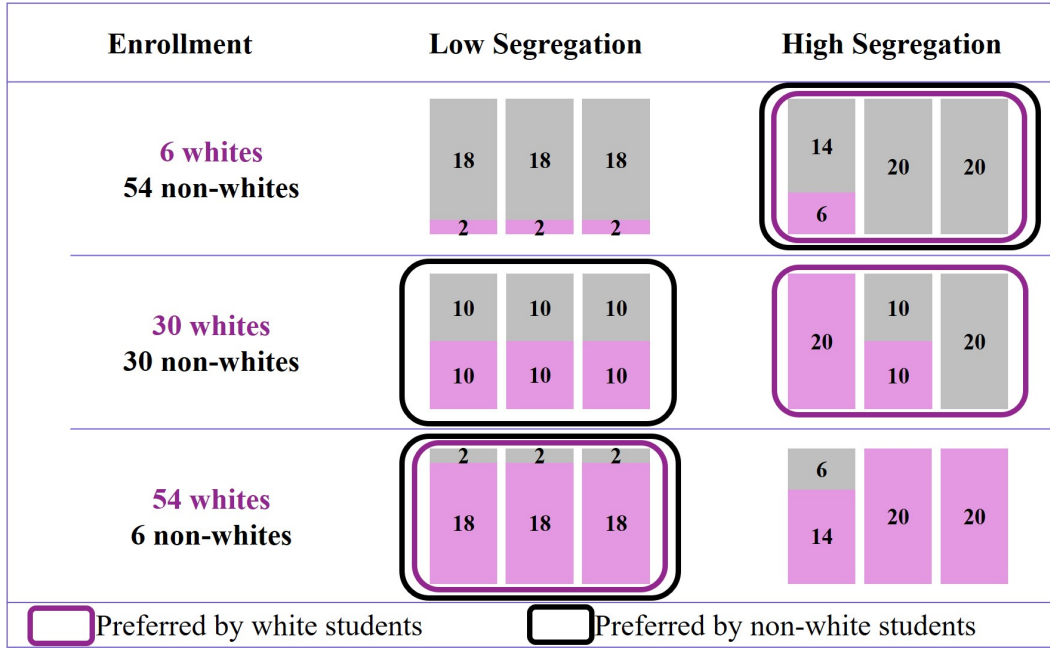 Enrollment Low Segregation High Segregation
6 whites
54 non-whites
18 18 18
2 2 2
14 20 20
6
30 whites
30 non-whites
10 10 10
10 10 10
20 10 20
10
54 whites
6 non-whites
2 2 2
18 18 18
6
14 20 20
Preferred by white students Preferred by non-white students